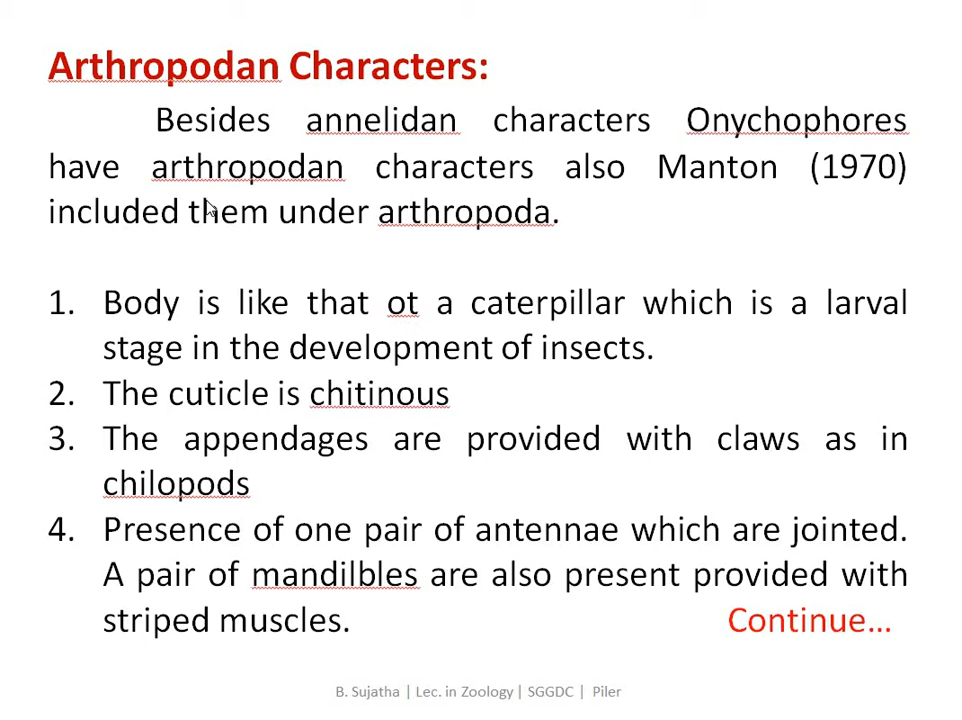 Arthropodan Characters:
Besides annelidan characters Onychophores
have arthropodan characters also Manton (1970)
included them under arthropoda.
1. Body is like that ot a caterpillar which is a larval
stage in the development of insects.
2. The cuticle is chitinous
3. The appendages are provided with claws as in
chilopods
4. Presence of one pair of antennae which are jointed.
A pair of mandilbles are also present provided with
striped muscles. Continue...
B. Sujatha | Lec. in Zoology | SGGDC | Piler